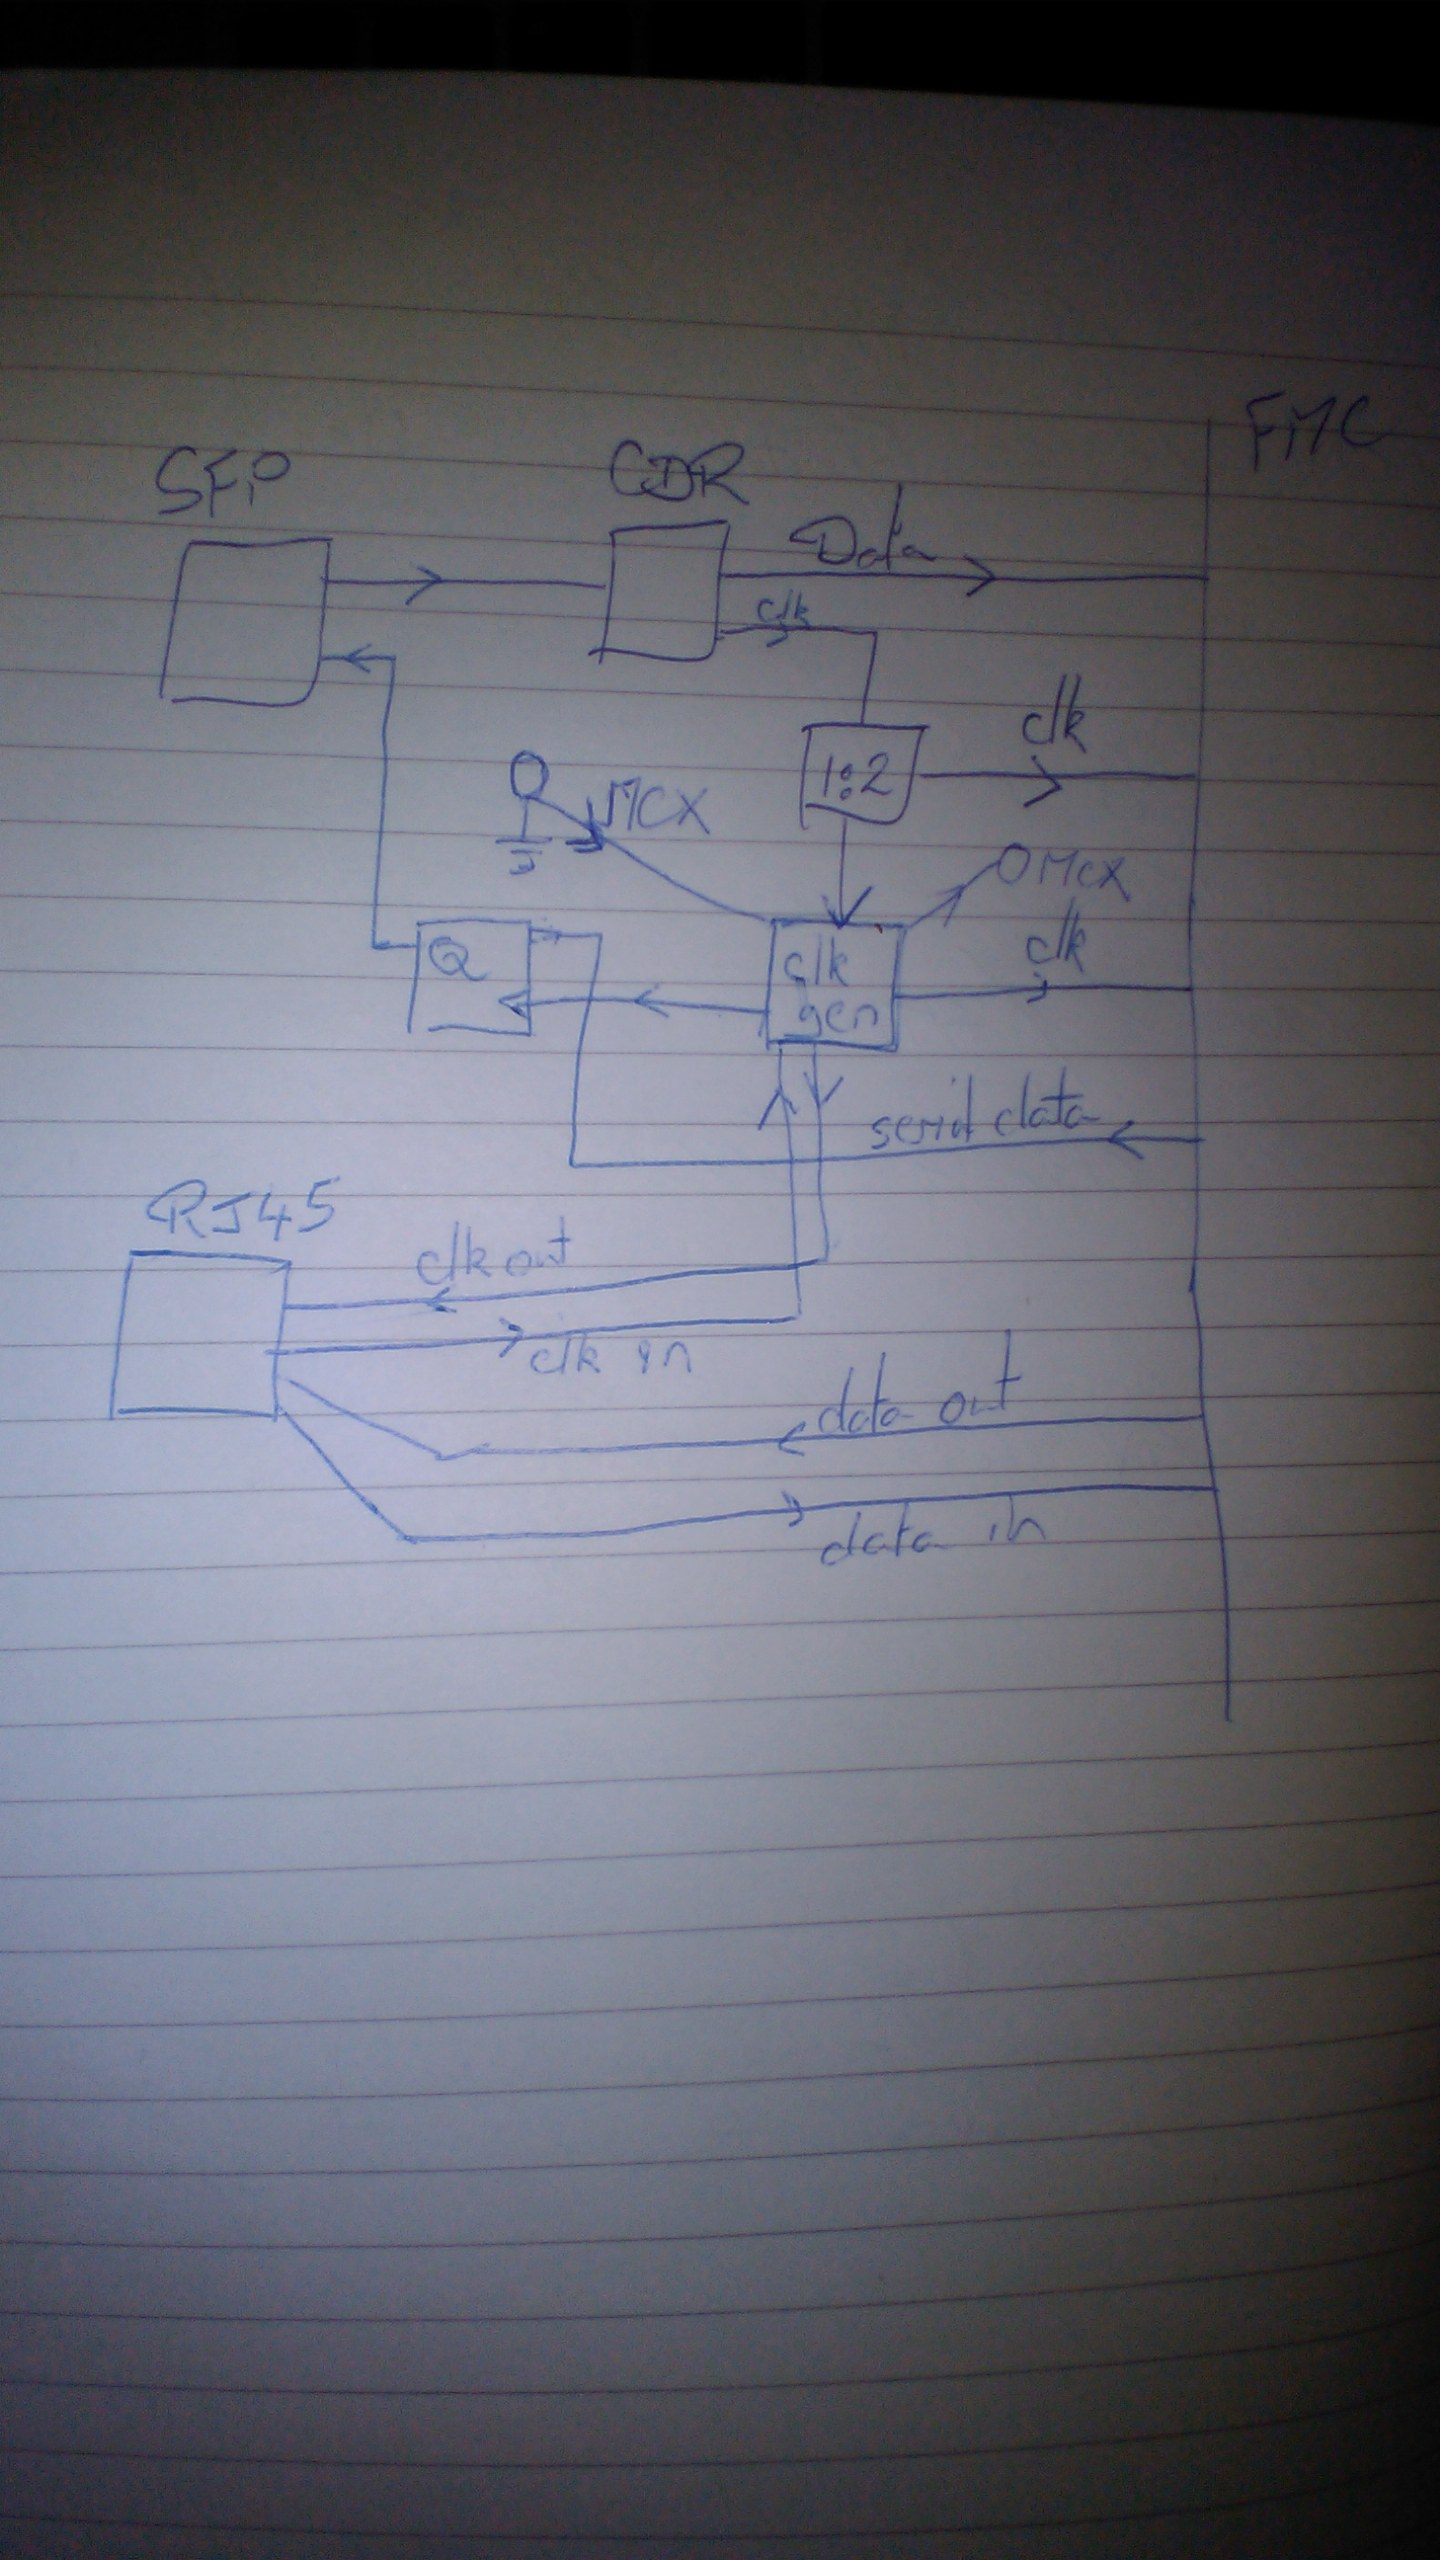 FMC
SFP
CDR
Data
clk
clk
1:2
MCX
MCX
Q
clk
gen
clk
serial data
RJ45
clk out
clk in
data out
data in